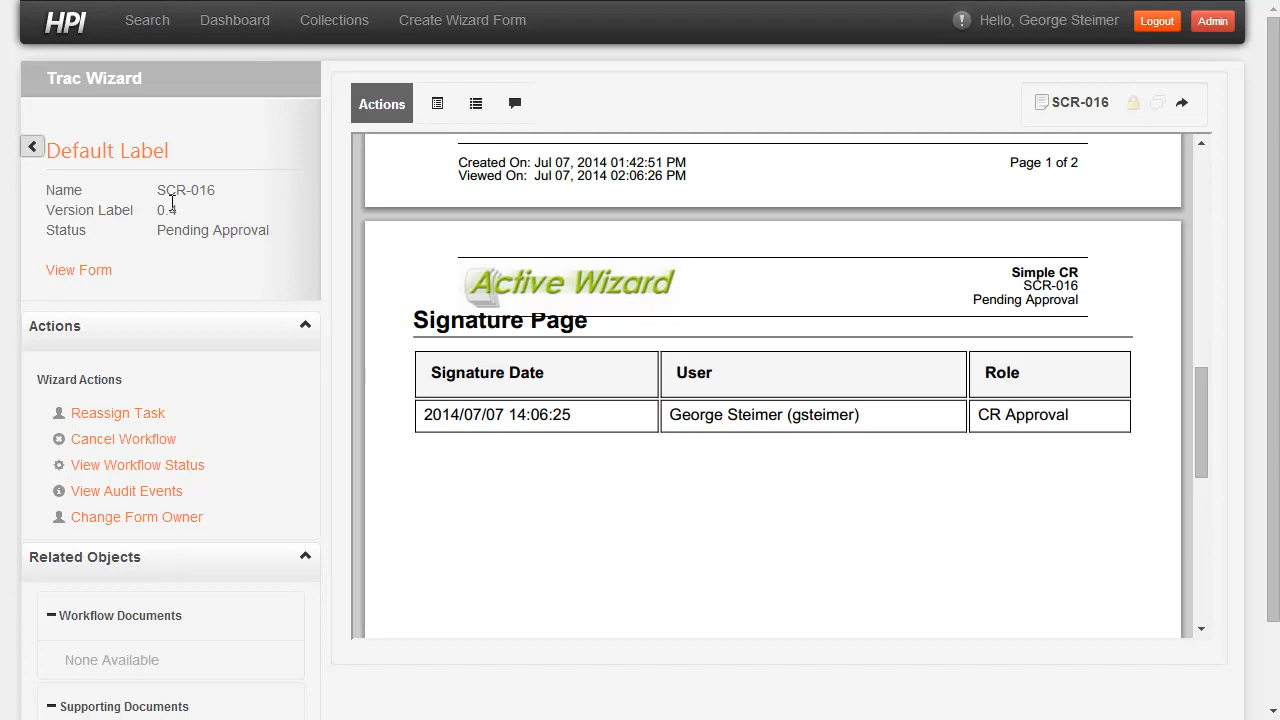 HPI Search Dashboard Collections Create Wizard Form Hello, George Steimer Logout Admin
Trac Wizard
Default Label
Name SCR-016
Version Label 0.4
Status Pending Approval
View Form
Actions
Wizard Actions
Reassign Task
Cancel Workflow
View Workflow Status
View Audit Events
Change Form Owner
Related Objects
Workflow Documents
None Available
Supporting Documents
Actions SCR-016
Created On: Jul 07, 2014 01:42:51 PM Page 1 of 2
Viewed On: Jul 07, 2014 02:06:26 PM
Active Wizard
Simple CR
SCR-016
Pending Approval
Signature Page
Signature Date User Role
2014/07/07 14:06:25 George Steimer (gsteimer) CR Approval